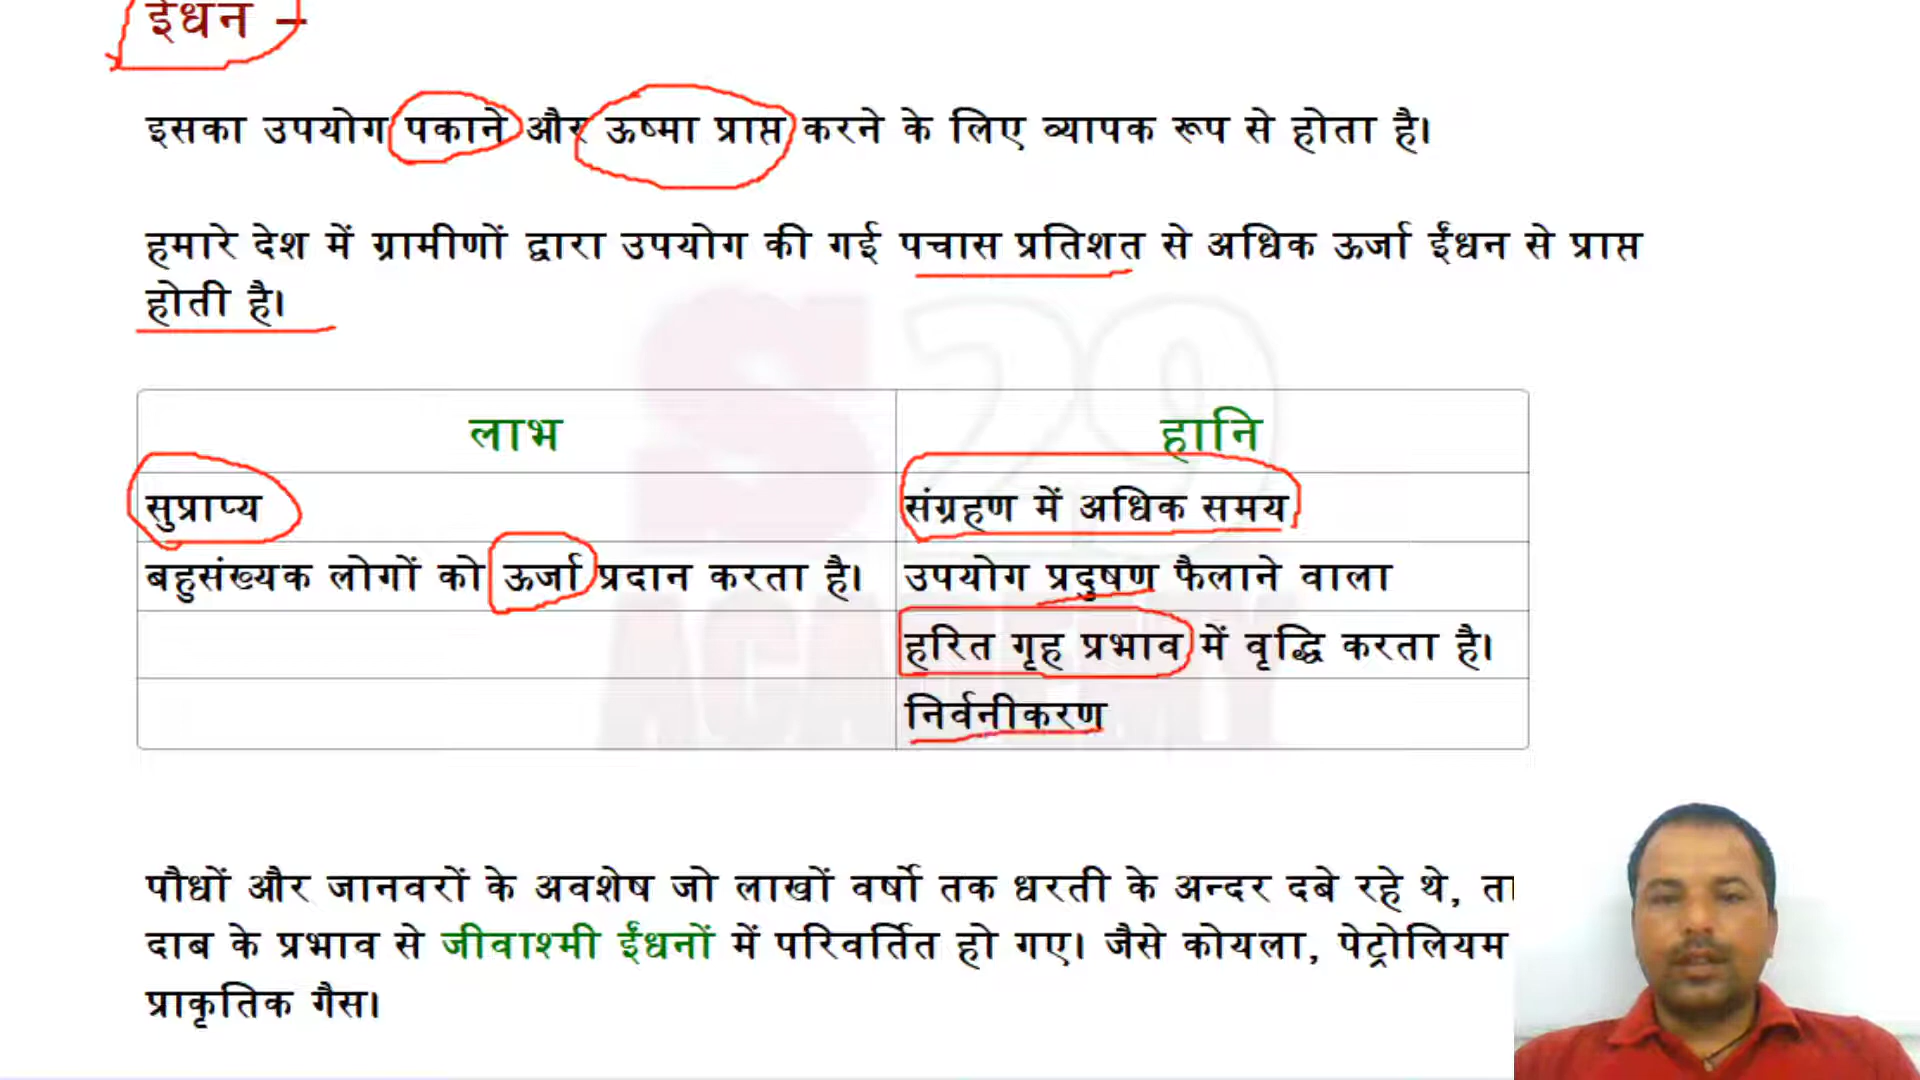 ईंधन –
इसका उपयोग पकाने और ऊष्मा प्राप्त करने के लिए व्यापक रूप से होता है।
हमारे देश में ग्रामीणों द्वारा उपयोग की गई पचास प्रतिशत से अधिक ऊर्जा ईंधन से प्राप्त
होती है।
लाभ हानि
सुप्राप्य संग्रहण में अधिक समय
बहुसंख्यक लोगों को ऊर्जा प्रदान करता है। उपयोग प्रदुषण फैलाने वाला
हरित गृह प्रभाव में वृद्धि करता है।
निर्वनीकरण
S29
ACADEMY
पौधों और जानवरों के अवशेष जो लाखों वर्षो तक धरती के अन्दर दबे रहे थे,
दाब के प्रभाव से जीवाश्मी ईंधनों में परिवर्तित हो गए। जैसे कोयला, पेट्रोलियम
प्राकृतिक गैस।